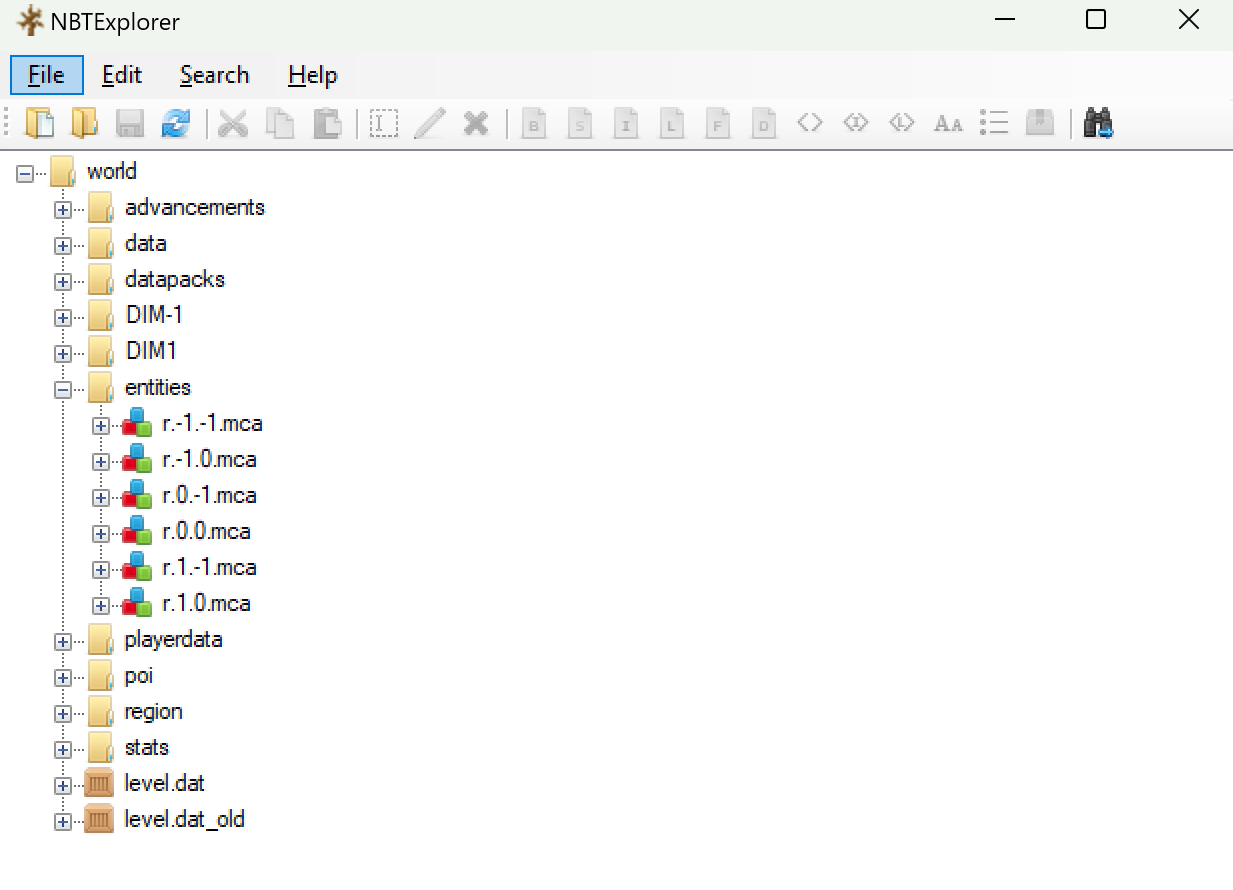 NBTExplorer
File Edit Search Help
B S I L F D I L AA
world
advancements
data
datapacks
DIM-1
DIM1
entities
r.-1.-1.mca
r.-1.0.mca
r.0.-1.mca
r.0.0.mca
r.1.-1.mca
r.1.0.mca
playerdata
poi
region
stats
level.dat
level.dat_old